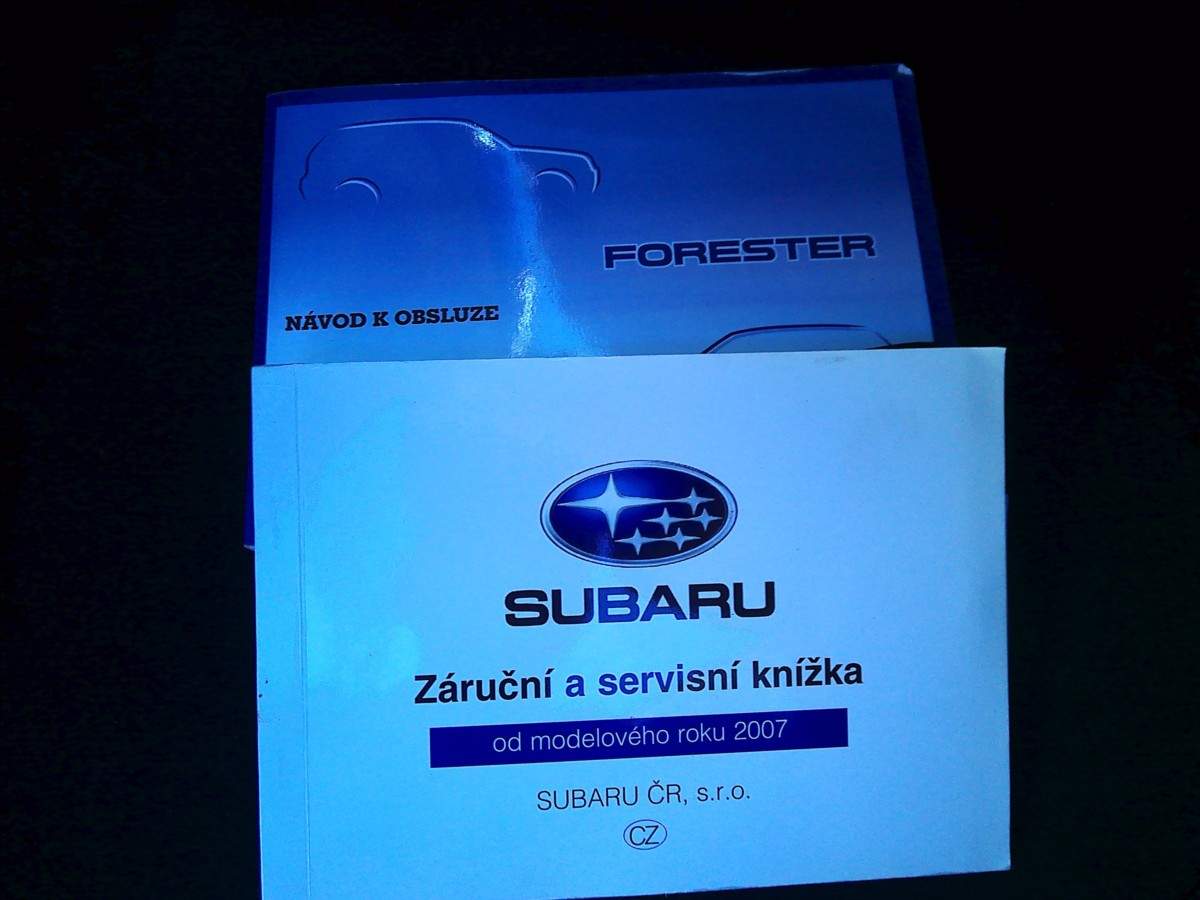 FORESTER
NÁVOD K OBSLUZE
SUBARU
Záruční a servisní knížka
od modelového roku 2007
SUBARU ČR, s.r.o.
CZ